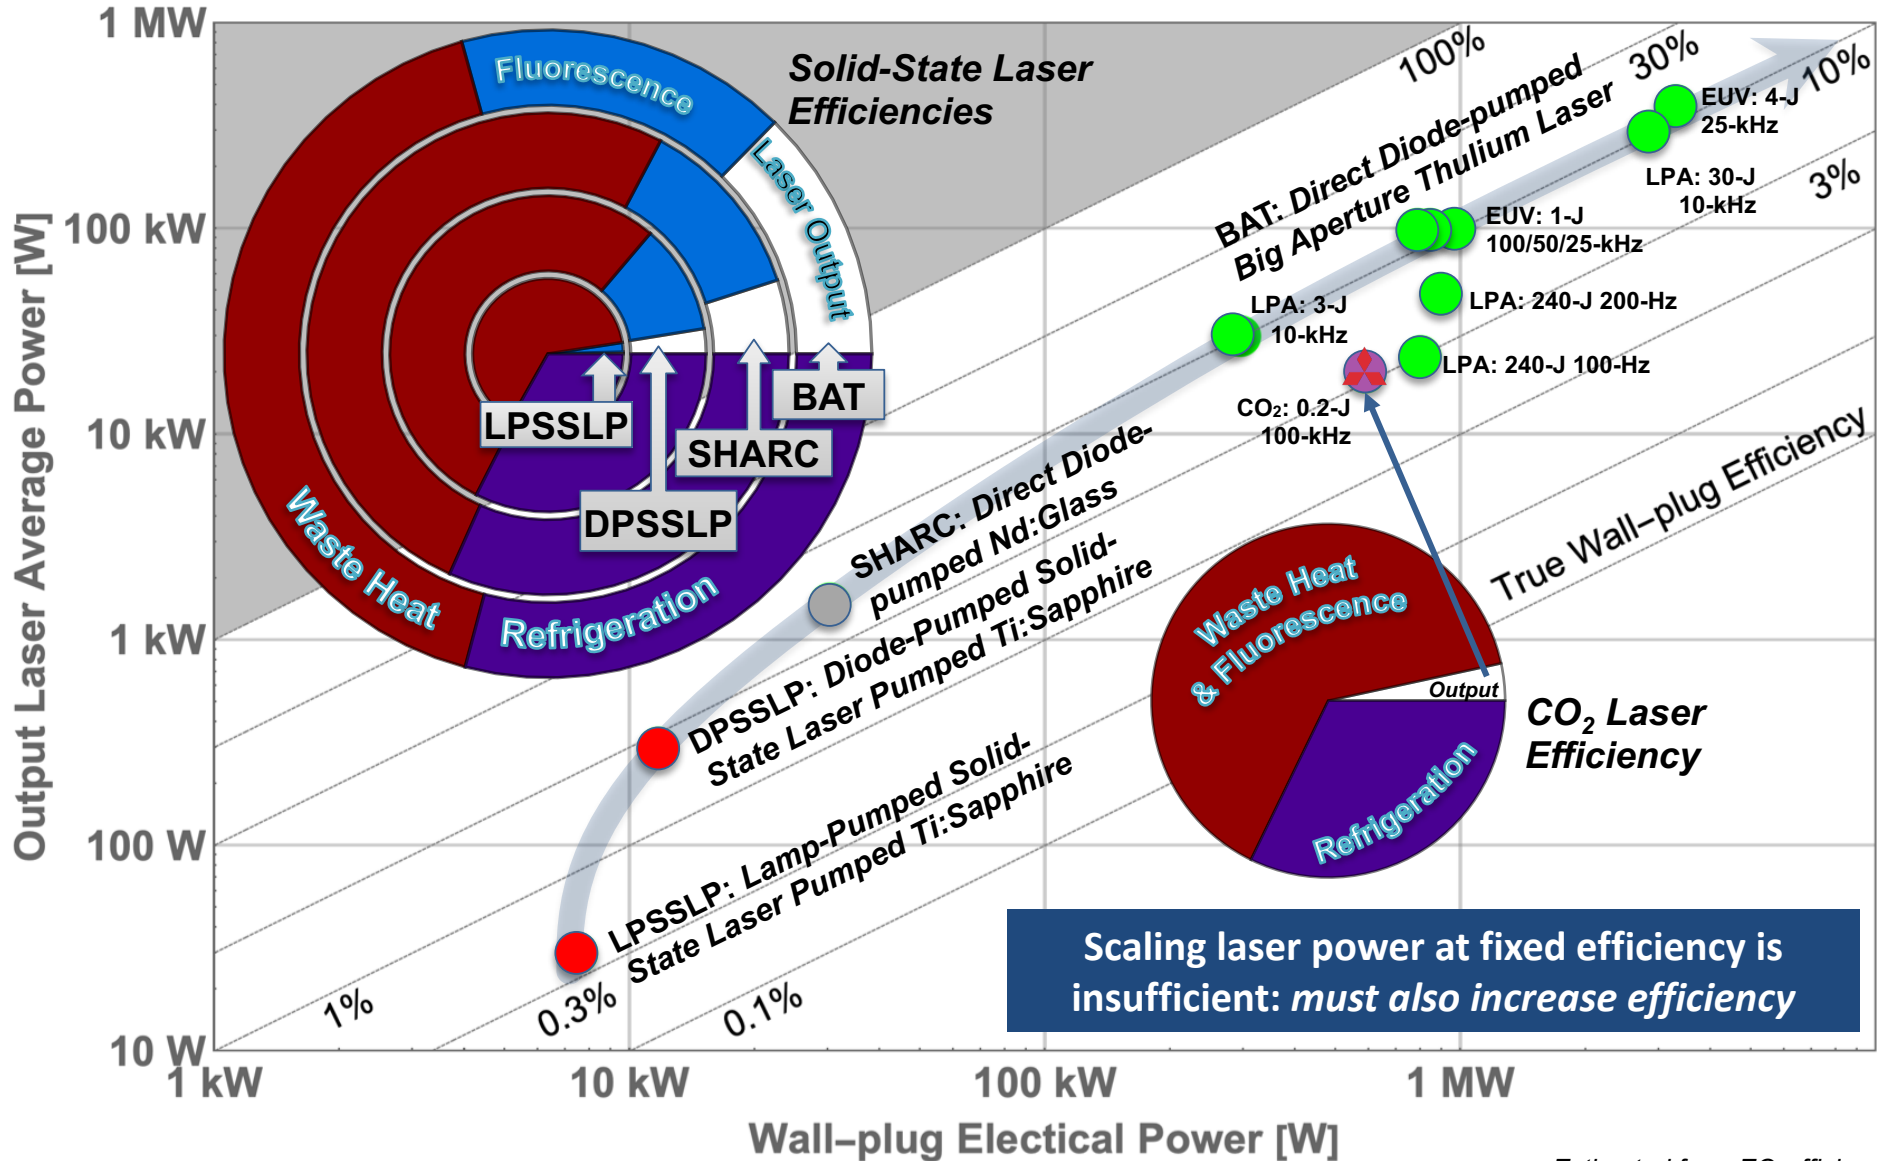 1 MW
100 kW
10 kW
1 kW
100 W
10 W
Output Laser Average Power [W]
Solid-State Laser
Efficiencies
Fluorescence
Laser Output
Waste Heat
Refrigeration
LPSSLP
DPSSLP
SHARC
BAT
100%
30%
10%
3%
BAT: Direct Diode-pumped
Big Aperture Thulium Laser
EUV: 4-J
25-kHz
LPA: 30-J
10-kHz
EUV: 1-J
100/50/25-kHz
LPA: 3-J
10-kHz
LPA: 240-J 200-Hz
LPA: 240-J 100-Hz
CO₂: 0.2-J
100-kHz
SHARC: Direct Diode-
pumped Nd:Glass
DPSSLP: Diode-Pumped Solid-
State Laser Pumped Ti:Sapphire
LPSSLP: Lamp-Pumped Solid-
State Laser Pumped Ti:Sapphire
True Wall–plug Efficiency
Waste Heat
& Fluorescence
Output
Refrigeration
CO₂ Laser
Efficiency
Scaling laser power at fixed efficiency is
insufficient: must also increase efficiency
1%
0.3%
0.1%
1 kW
10 kW
100 kW
1 MW
Wall–plug Electical Power [W]